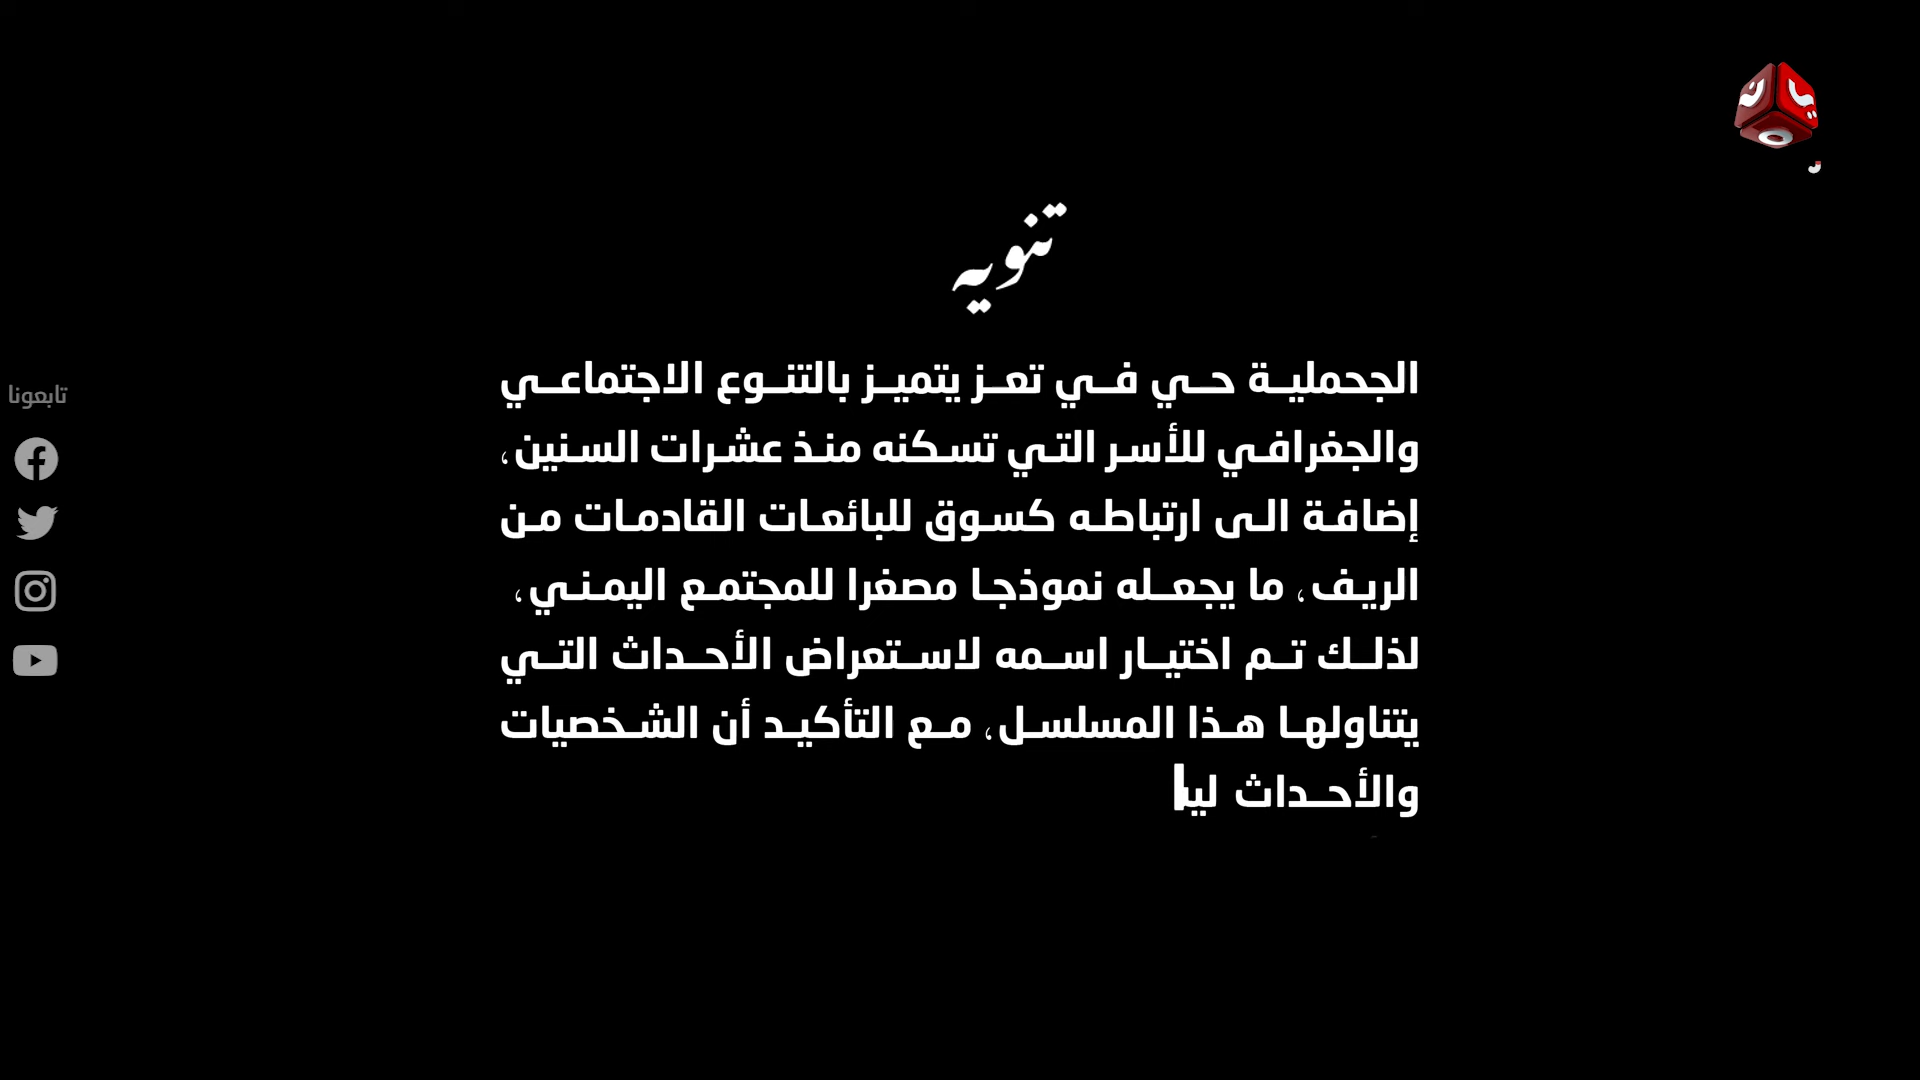 تنويه
الجحملية حي في تعز يتميز بالتنوع الاجتماعي
والجغرافي للأسر التي تسكنه منذ عشرات السنين،
إضافة الى ارتباطه كسوق للبائعات القادمات من
الريف، ما يجعله نموذجا مصغرا للمجتمع اليمني،
لذلك تم اختيار اسمه لاستعراض الأحداث التي
يتناولها هذا المسلسل، مع التأكيد أن الشخصيات
والأحداث
تابعونا